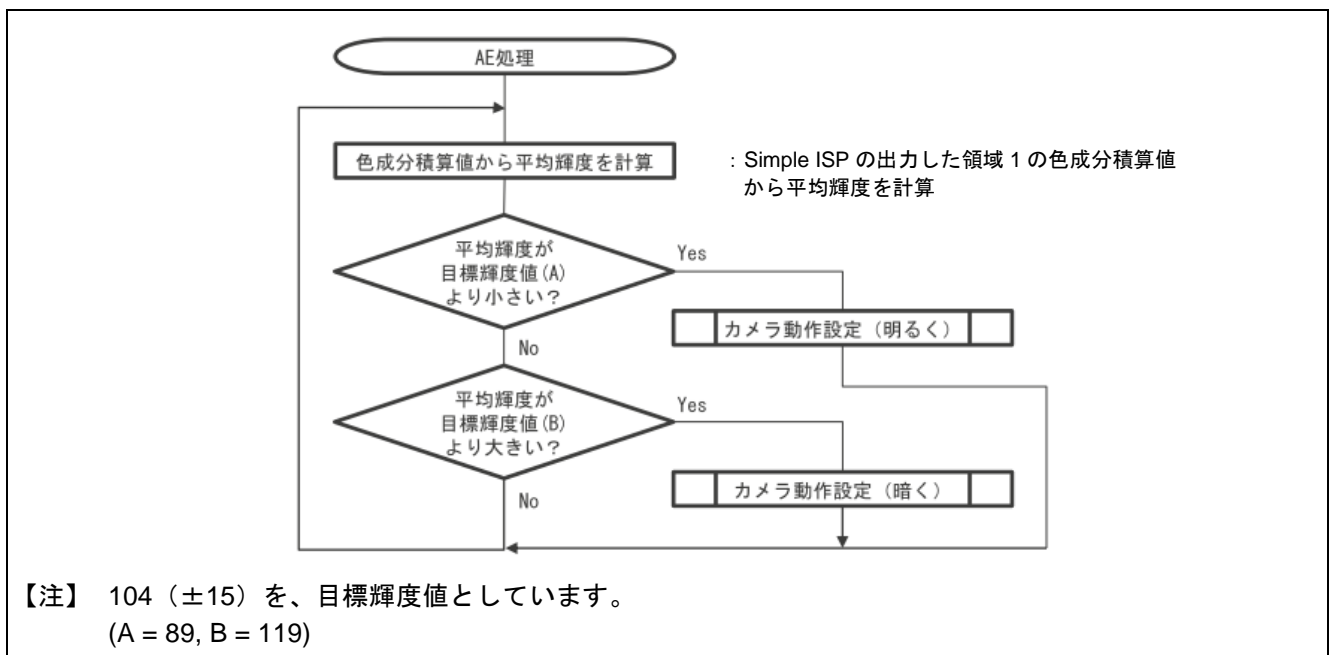 AE処理
色成分積算値から平均輝度を計算
：Simple ISP の出力した領域 1 の色成分積算値
から平均輝度を計算
平均輝度が
目標輝度値(A)
より小さい？
Yes
カメラ動作設定（明るく）
No
平均輝度が
目標輝度値(B)
より大きい？
Yes
カメラ動作設定（暗く）
No
【注】 104（±15）を、目標輝度値としています。
(A = 89, B = 119)